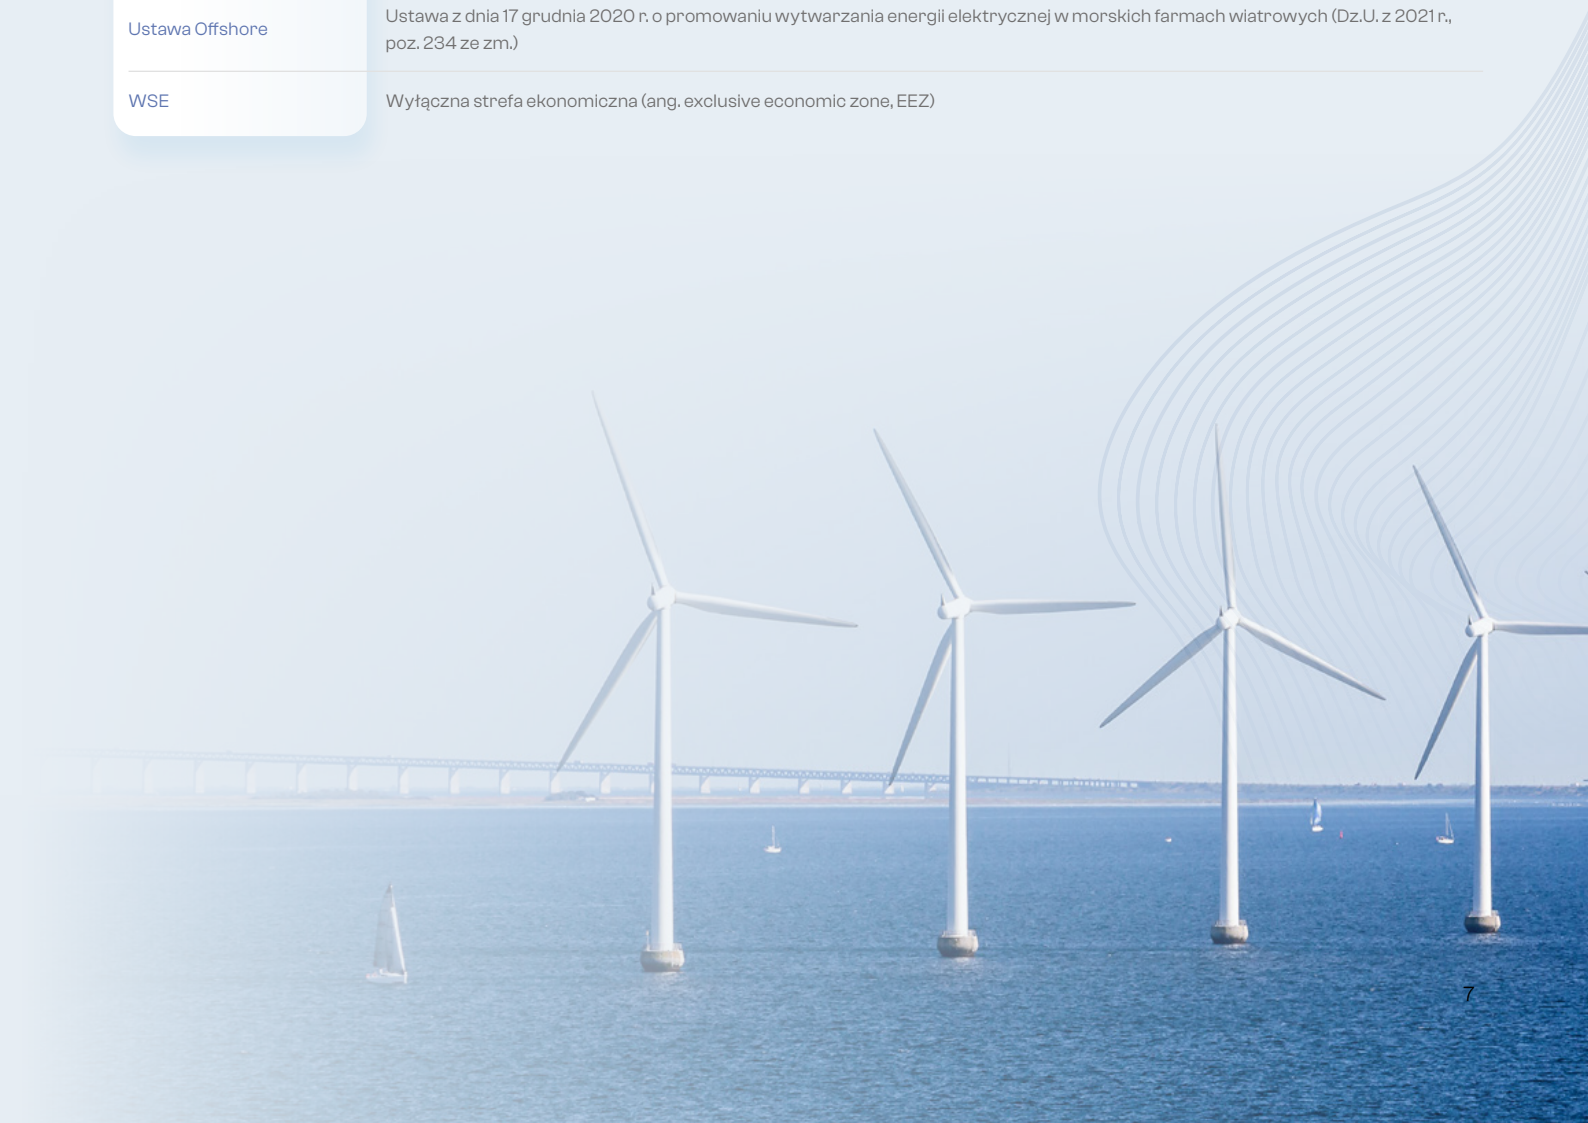 Ustawa Offshore
Ustawa z dnia 17 grudnia 2020 r. o promowaniu wytwarzania energii elektrycznej w morskich farmach wiatrowych (Dz.U. z 2021 r.,
poz. 234 ze zm.)
WSE
Wyłączna strefa ekonomiczna (ang. exclusive economic zone, EEZ)
7